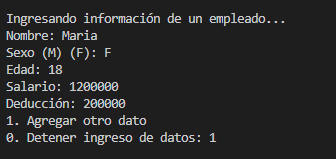 Ingresando información de un empleado...
Nombre: Maria
Sexo (M) (F): F
Edad: 18
Salario: 1200000
Deducción: 200000
1. Agregar otro dato
0. Detener ingreso de datos: 1